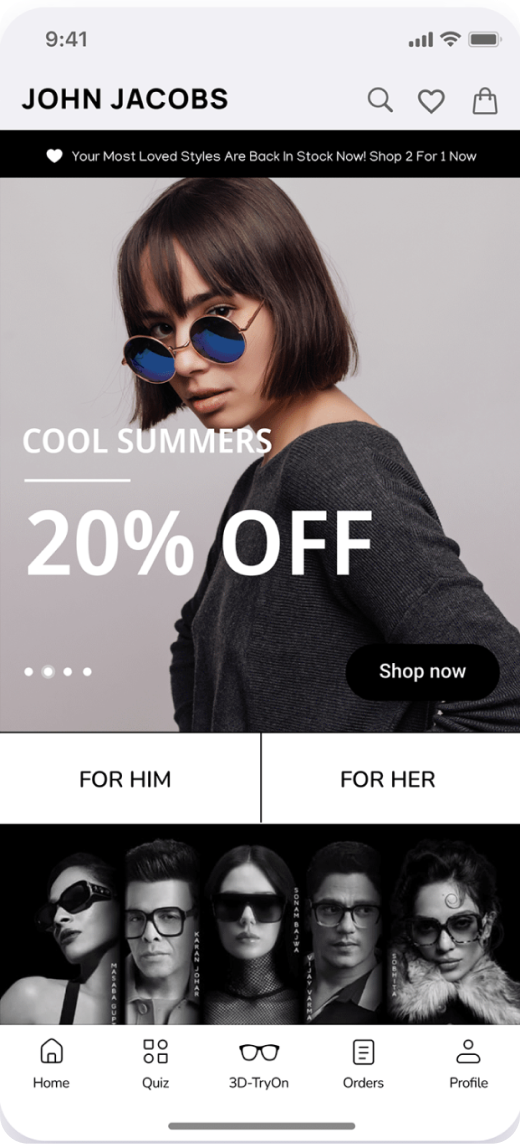 9:41
JOHN JACOBS
Your Most Loved Styles Are Back In Stock Now! Shop 2 For 1 Now
COOL SUMMERS
20% OFF
Shop now
FOR HIM
FOR HER
MASABA GUP
KARAN JOHAR
SONAM BAJWA
VIJAY VARMA
SOBHITA
Home
Quiz
3D-TryOn
Orders
Profile